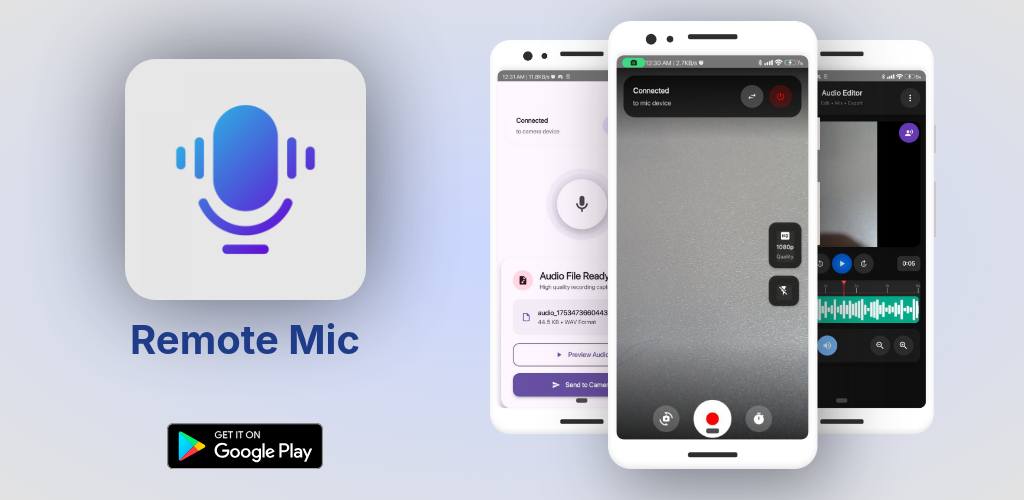 Remote Mic
GET IT ON
Google Play
12:31 AM | 11.8KB/s
Connected
to camera device
Audio File Ready
High quality recording capt
audio_1753473660443
44.5 KB • WAV Format
Preview Audio
Send to Camer
12:30 AM | 2.7KB/s
Connected
to mic device
HD
1080p
Quality
Audio Editor
Edit • Mix • Export
0:05